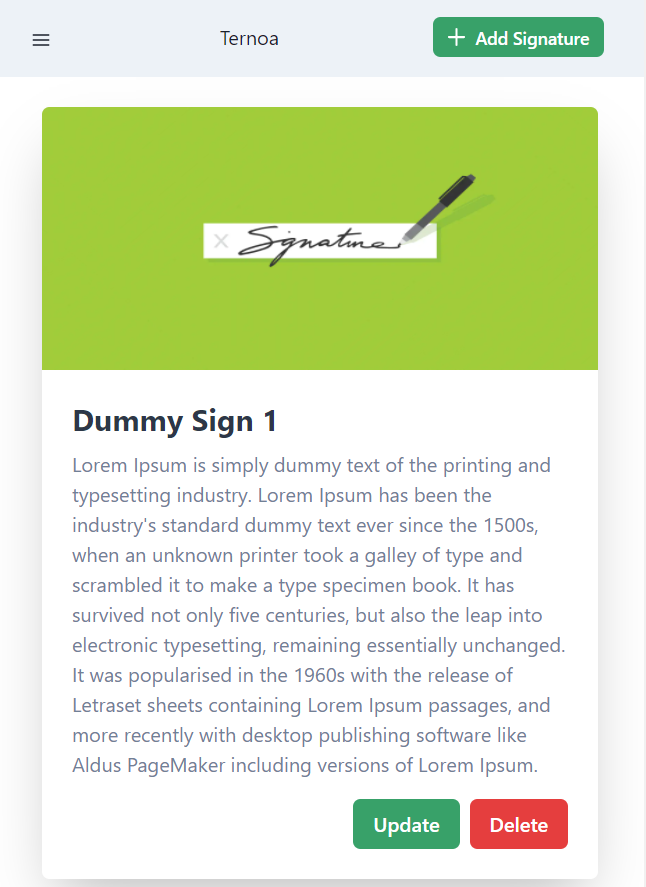 Ternoa
Add Signature
Signature
Dummy Sign 1
Lorem Ipsum is simply dummy text of the printing and
typesetting industry. Lorem Ipsum has been the
industry's standard dummy text ever since the 1500s,
when an unknown printer took a galley of type and
scrambled it to make a type specimen book. It has
survived not only five centuries, but also the leap into
electronic typesetting, remaining essentially unchanged.
It was popularised in the 1960s with the release of
Letraset sheets containing Lorem Ipsum passages, and
more recently with desktop publishing software like
Aldus PageMaker including versions of Lorem Ipsum.
Update Delete